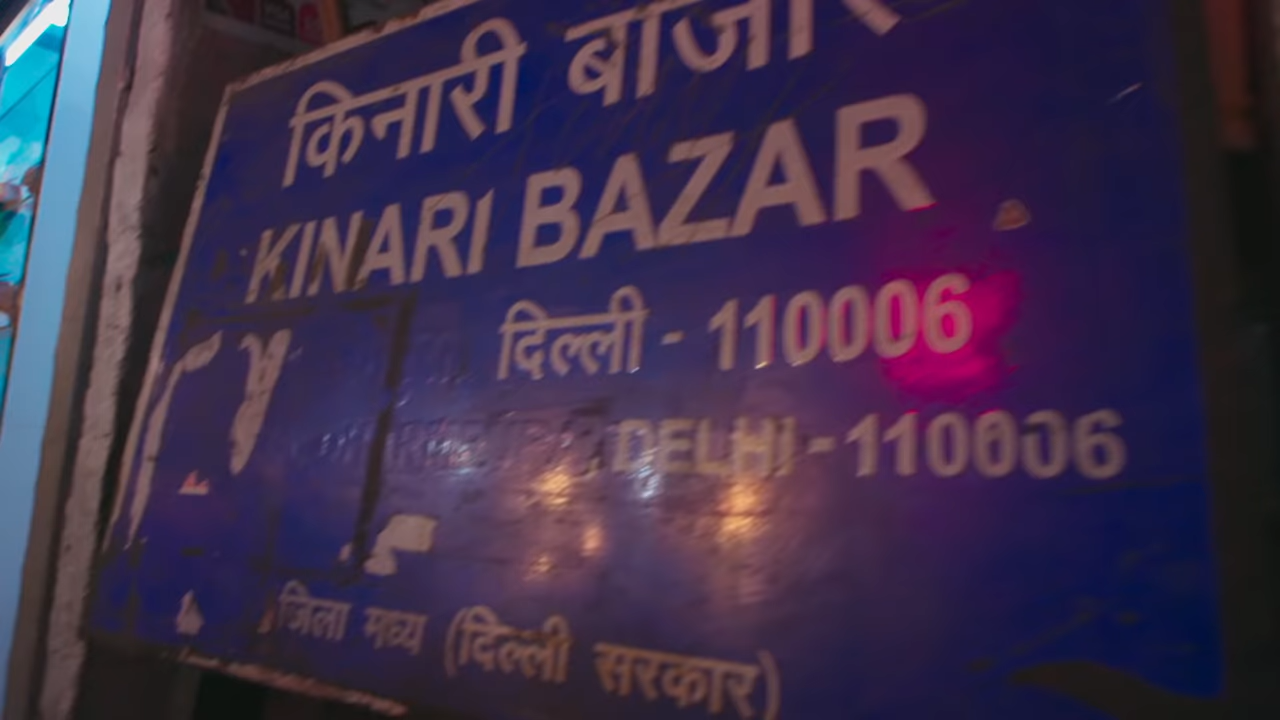 किनारी बाजार
KINARI BAZAR
दिल्ली - 110006
DELHI - 110006
जिला मध्य (दिल्ली सरकार)